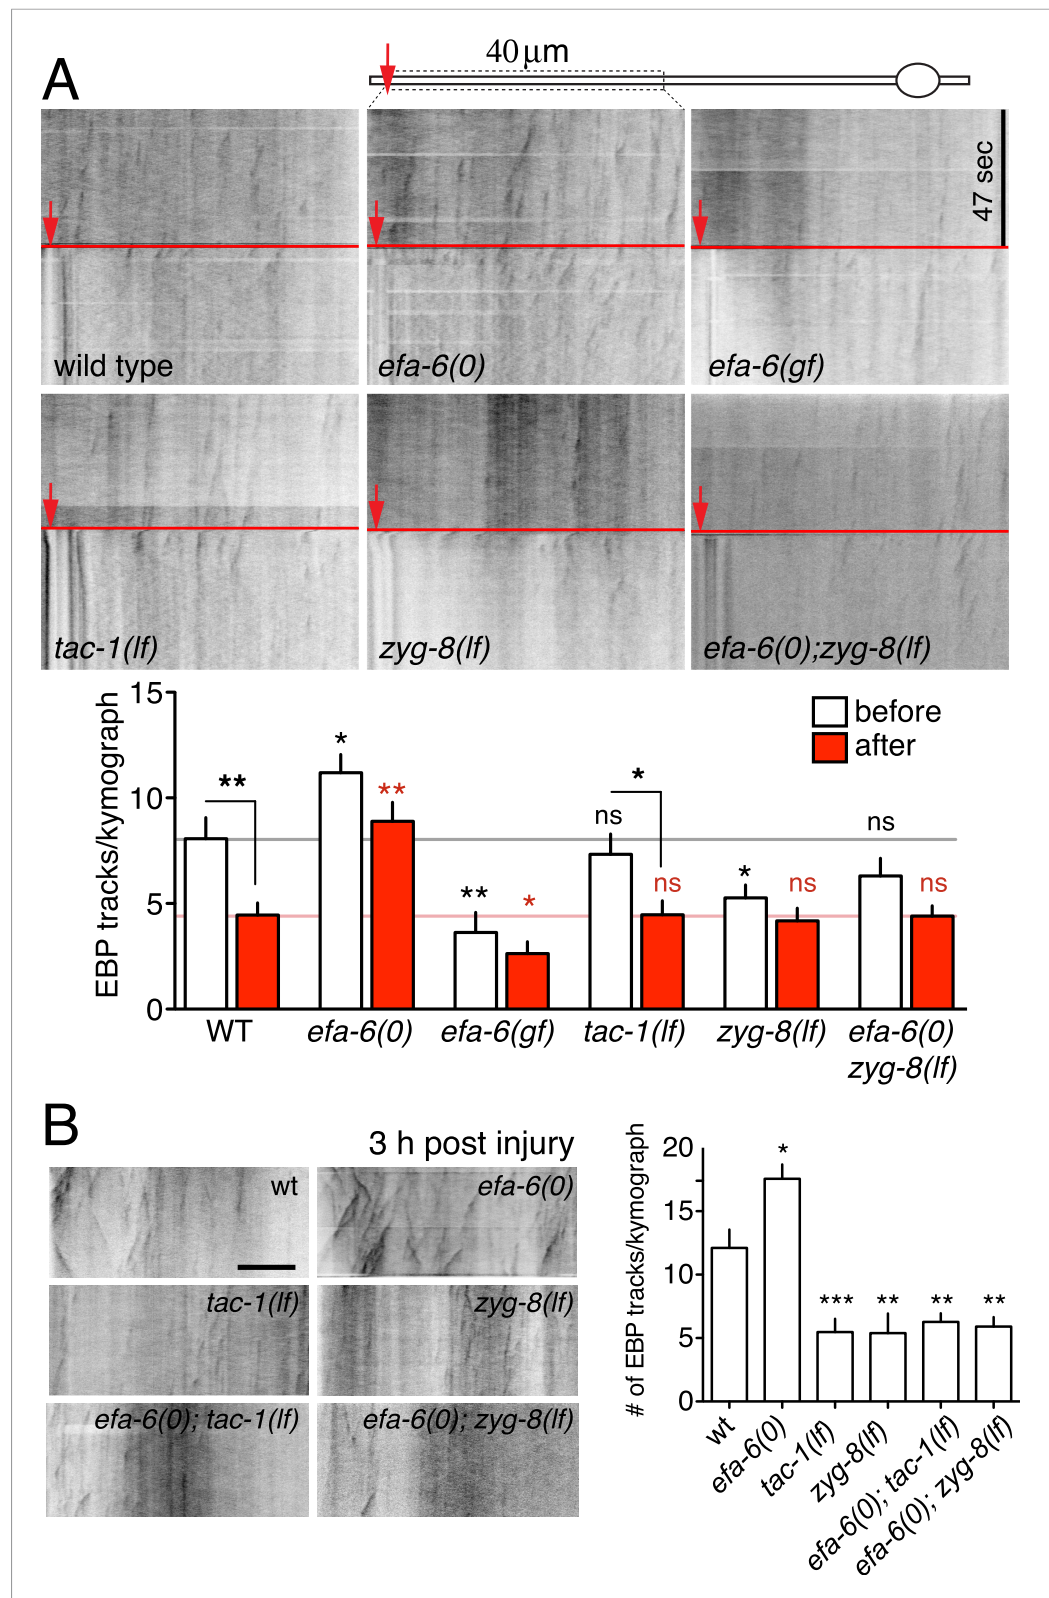 A
40 µm
47 sec
wild type
efa-6(0)
efa-6(gf)
tac-1(lf)
zyg-8(lf)
efa-6(0);zyg-8(lf)
EBP tracks/kymograph
15
10
5
0
before
after
**
*
**
**
*
ns
*
ns
*
ns
ns
ns
WT
efa-6(0)
efa-6(gf)
tac-1(lf)
zyg-8(lf)
efa-6(0)
zyg-8(lf)
B
3 h post injury
wt
efa-6(0)
tac-1(lf)
zyg-8(lf)
efa-6(0); tac-1(lf)
efa-6(0); zyg-8(lf)
# of EBP tracks/kymograph
20
15
10
5
0
*
***
**
**
**
wt
efa-6(0)
tac-1(lf)
zyg-8(lf)
efa-6(0); tac-1(lf)
efa-6(0); zyg-8(lf)